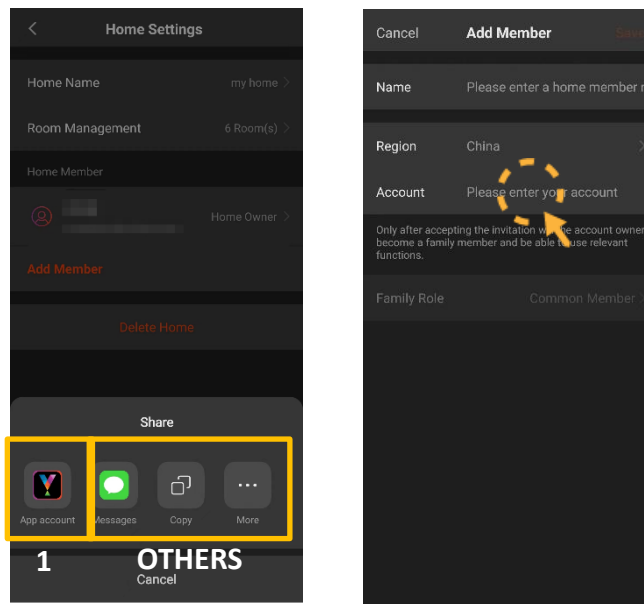 Home Settings
Home Name my home
Room Management 6 Room(s)
Home Member
Home Owner
Add Member
Delete Home
Share
App account Messages Copy More
1 OTHERS
Cancel
Cancel Add Member Save
Name Please enter a home member
Region China
Account Please enter your account
Only after accepting the invitation will the account owner
become a family member and be able to use relevant
functions.
Family Role Common Member